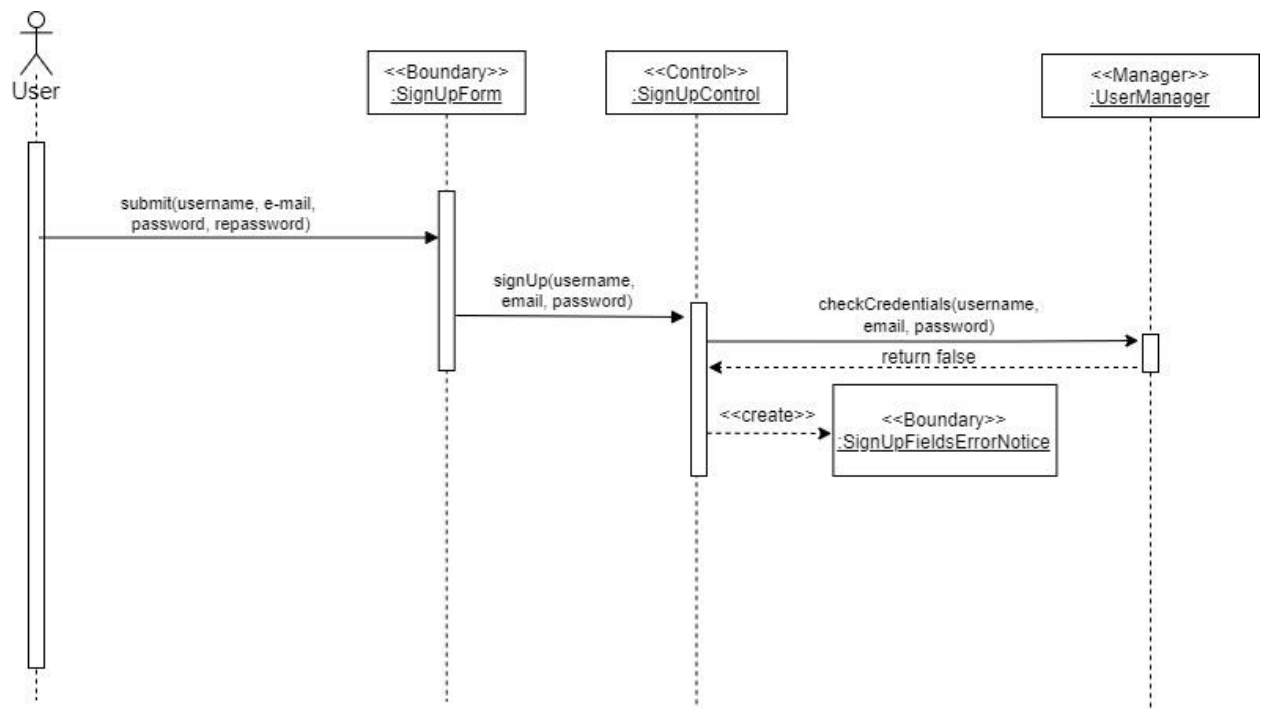 User
<<Boundary>>
:SignUpForm
<<Control>>
:SignUpControl
<<Manager>>
:UserManager
submit(username, e-mail,
password, repassword)
signUp(username,
email, password)
checkCredentials(username,
email, password)
return false
<<create>>
<<Boundary>>
:SignUpFieldsErrorNotice